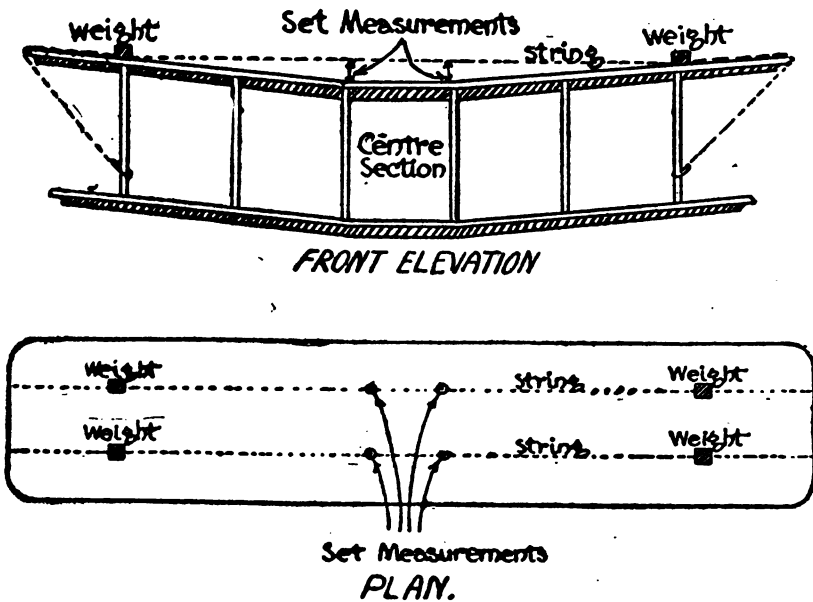 Set Measurements
weight
string
weight
Centre
Section
FRONT ELEVATION
weight
string
Weight
Weight
string
Weight
Set Measurements
PLAN.